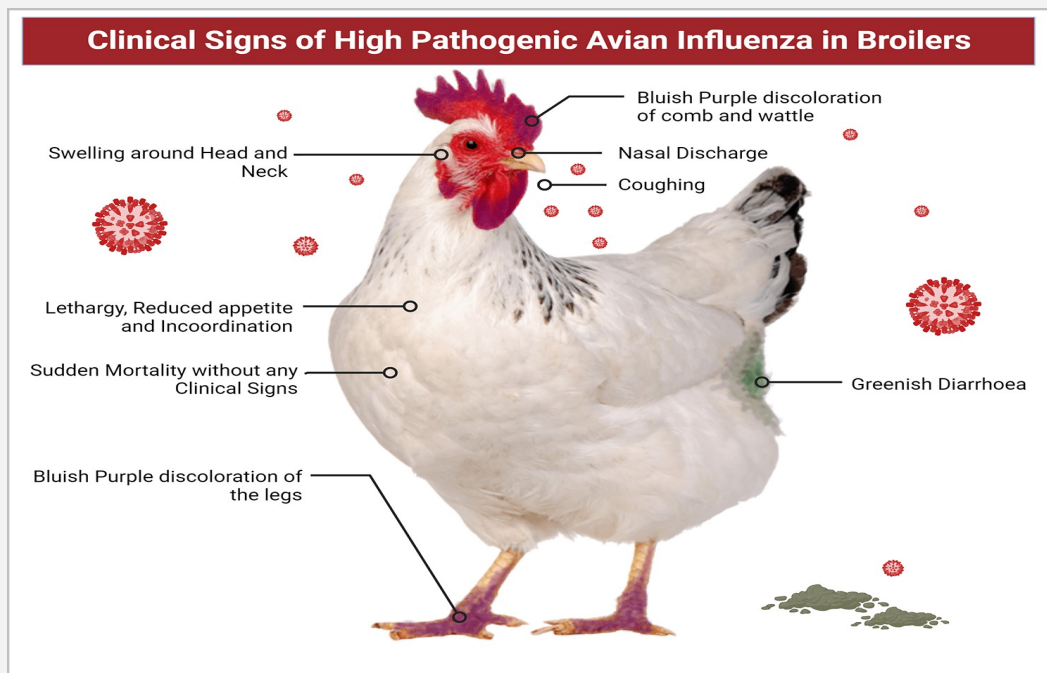 Clinical Signs of High Pathogenic Avian Influenza in Broilers
Bluish Purple discoloration
of comb and wattle
Swelling around Head and
Neck
Nasal Discharge
Coughing
Lethargy, Reduced appetite
and Incoordination
Sudden Mortality without any
Clinical Signs
Greenish Diarrhoea
Bluish Purple discoloration of
the legs